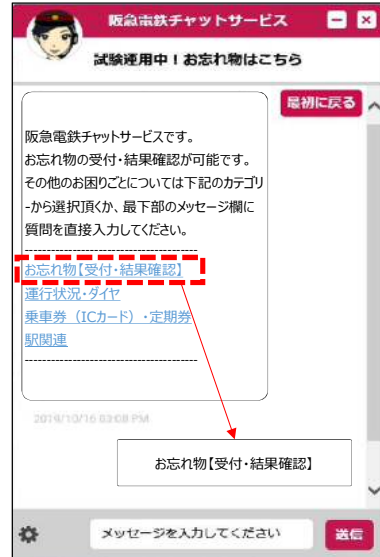 阪急電鉄チャットサービス
試験運用中！お忘れ物はこちら
最初に戻る
阪急電鉄チャットサービスです。
お忘れ物の受付・結果確認が可能です。
その他のお困りごとについては下記のカテゴリ
-から選択頂くか、最下部のメッセージ欄に
質問を直接入力してください。
----------------------------------------
お忘れ物【受付・結果確認】
運行状況・ダイヤ
乗車券（ICカード）・定期券
駅関連
----------------------------------------
2019/10/16 03:08 PM
お忘れ物【受付・結果確認】
メッセージを入力してください
送信